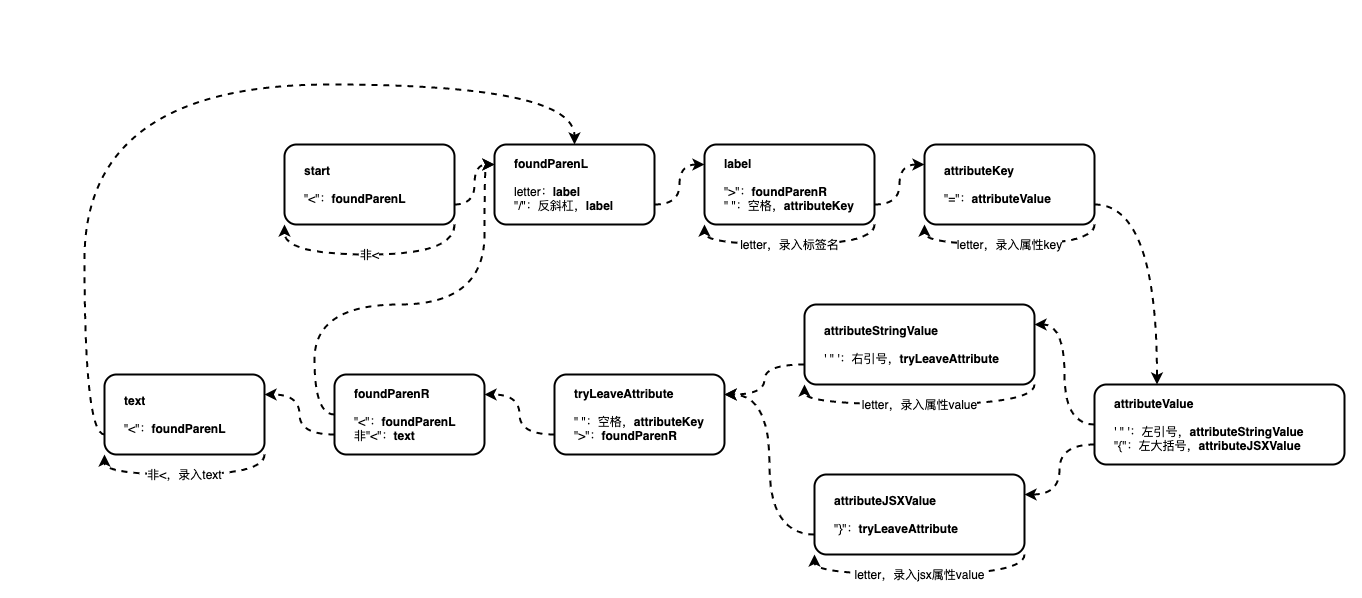 start
"<"：foundParenL
非<
foundParenL
letter：label
"/"：反斜杠，label
label
">"：foundParenR
" "：空格，attributeKey
letter，录入标签名
attributeKey
"="：attributeValue
letter，录入属性key
attributeStringValue
' " '：右引号，tryLeaveAttribute
letter，录入属性value
attributeValue
' " '：左引号，attributeStringValue
"{"：左大括号，attributeJSXValue
text
"<"：foundParenL
非<，录入text
foundParenR
"<"：foundParenL
非"<"：text
tryLeaveAttribute
" "：空格，attributeKey
">"：foundParenR
attributeJSXValue
"}"：tryLeaveAttribute
letter，录入jsx属性value